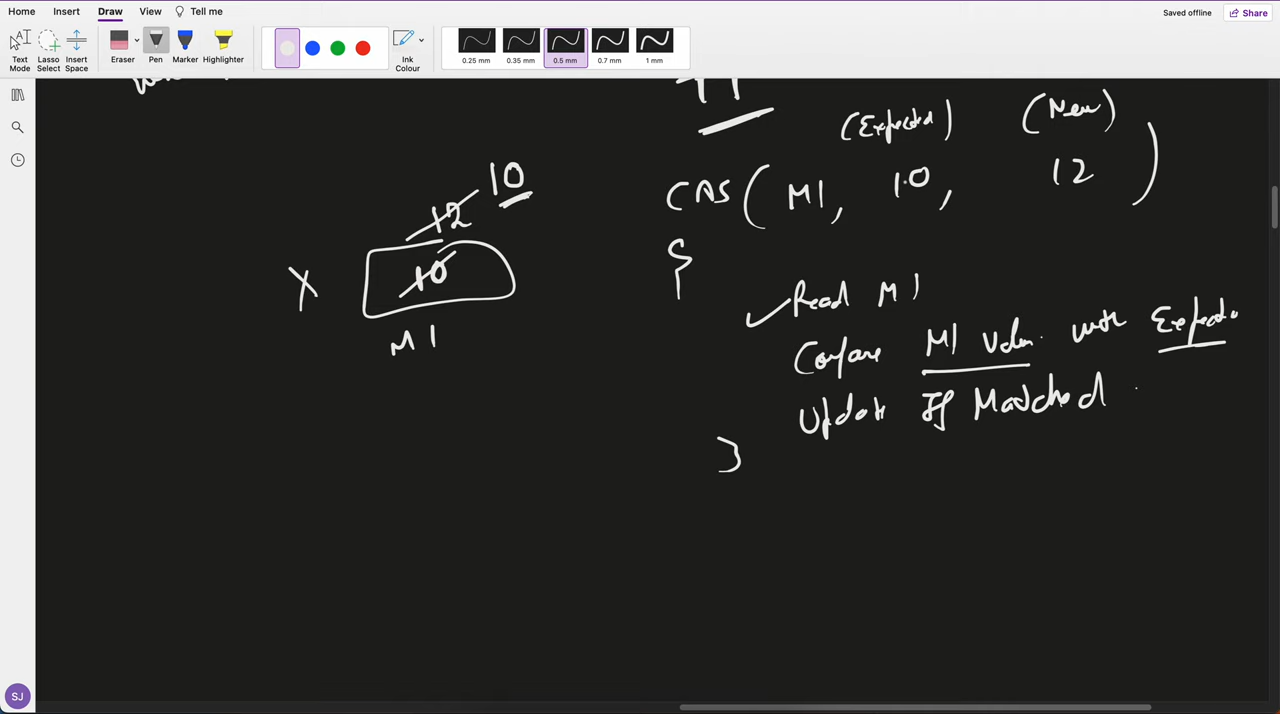 Home Insert Draw View Tell me
Saved offline Share
Text Mode
Lasso Select
Insert Space
Eraser
Pen
Marker
Highlighter
Ink Colour
0.25 mm
0.35 mm
0.5 mm
0.7 mm
1 mm
(Expected) (New)
CAS ( M1, 10, 12 )
{
Read M1
Compare M1 Value with Expected
Update If Matched
}
10
12
X 10
M1
SJ